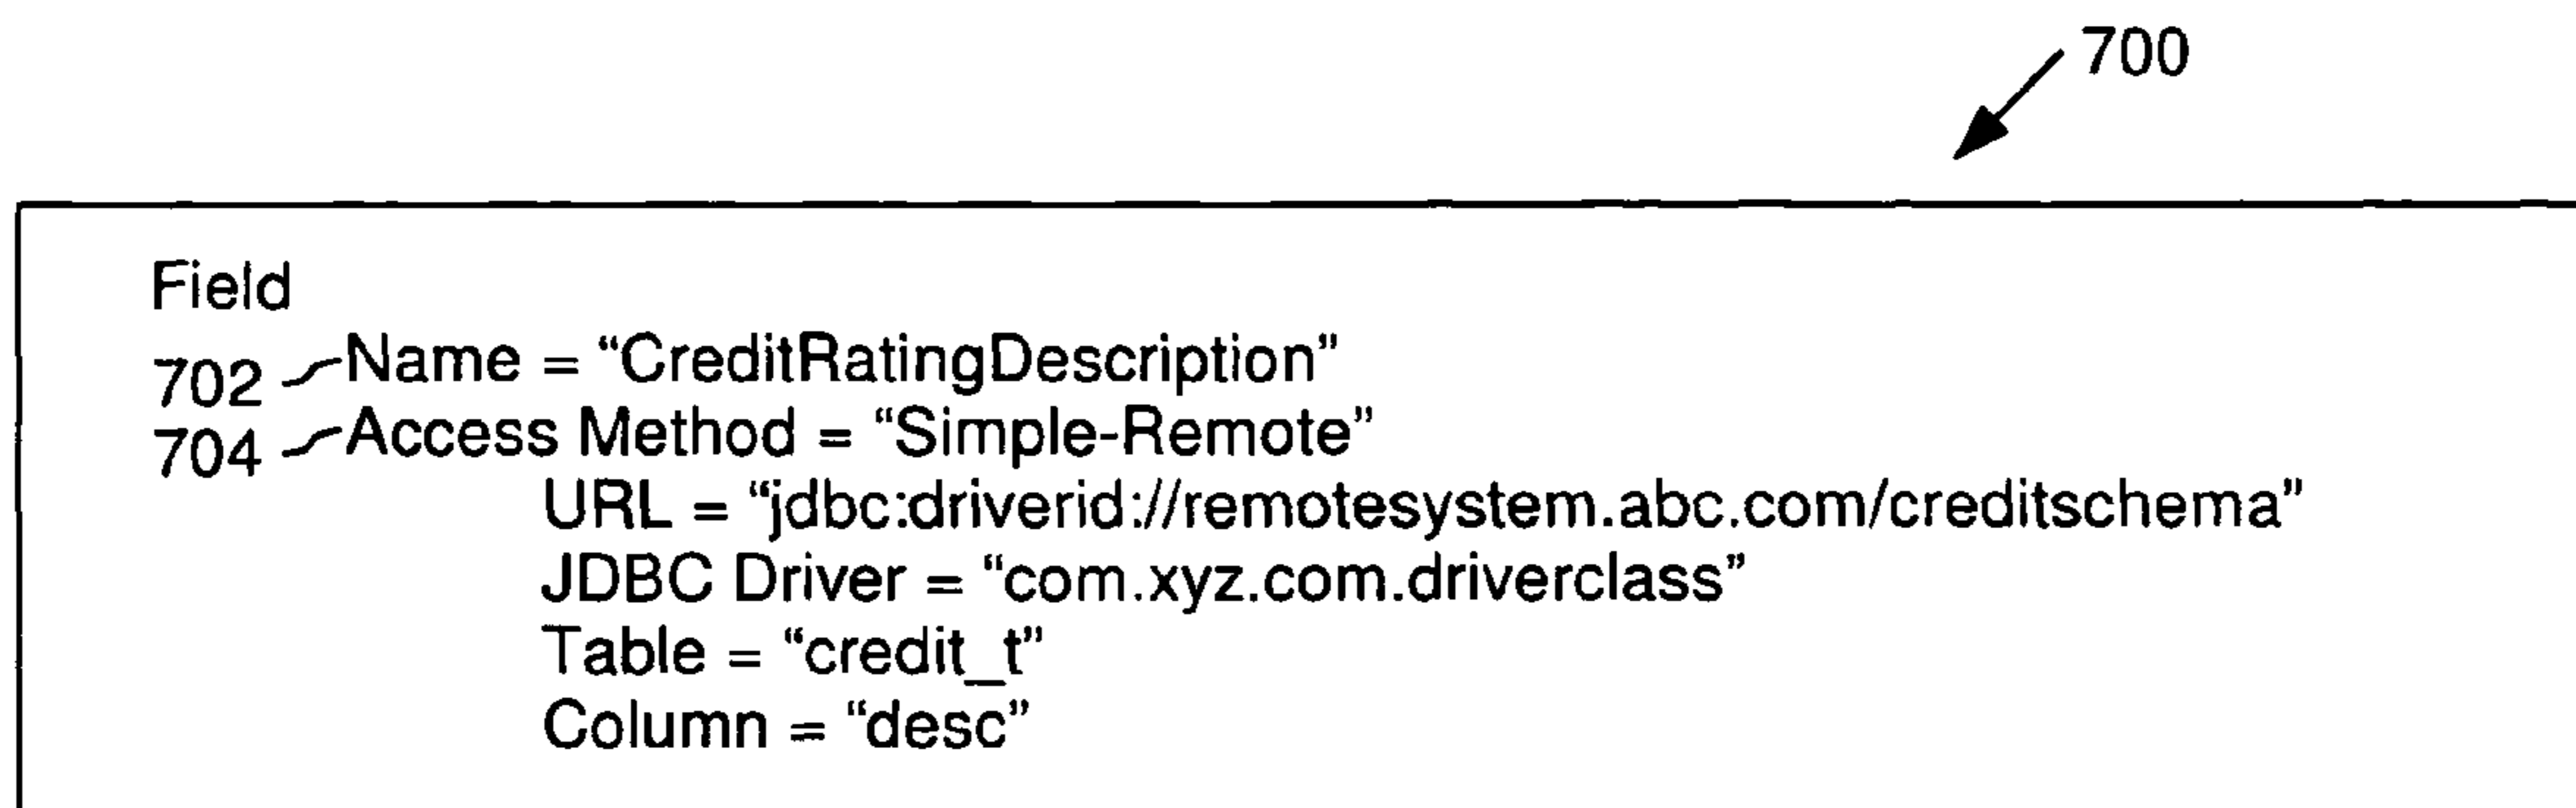 700
Field
702 Name = “CreditRatingDescription”
704 Access Method = “Simple-Remote”
URL = “jdbc:driverid://remotesystem.abc.com/creditschema”
JDBC Driver = “com.xyz.com.driverclass”
Table = “credit_t”
Column = “desc”